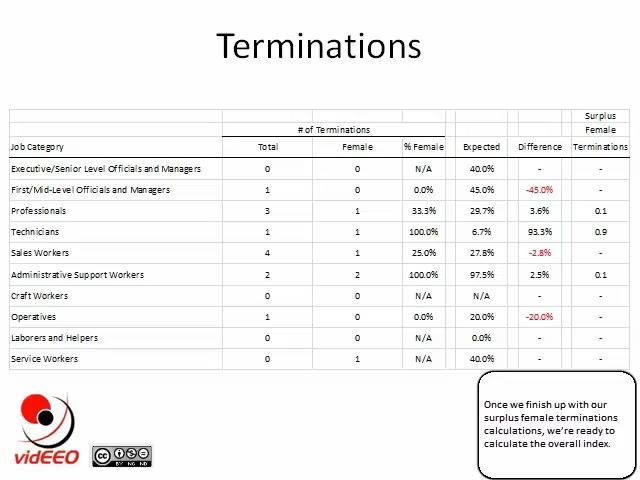 Terminations
Surplus
# of Terminations Female
Job Category Total Female % Female Expected Difference Terminations
Executive/Senior Level Officials and Managers 0 0 N/A 40.0% - -
First/Mid-Level Officials and Managers 1 0 0.0% 45.0% -45.0% -
Professionals 3 1 33.3% 29.7% 3.6% 0.1
Technicians 1 1 100.0% 6.7% 93.3% 0.9
Sales Workers 4 1 25.0% 27.8% -2.8% -
Administrative Support Workers 2 2 100.0% 97.5% 2.5% 0.1
Craft Workers 0 0 N/A N/A - -
Operatives 1 0 0.0% 20.0% -20.0% -
Laborers and Helpers 0 0 N/A 0.0% - -
Service Workers 0 1 N/A 40.0% - -
Once we finish up with our
surplus female terminations
calculations, we're ready to
calculate the overall index.
vidEEO
cc
BY NC ND